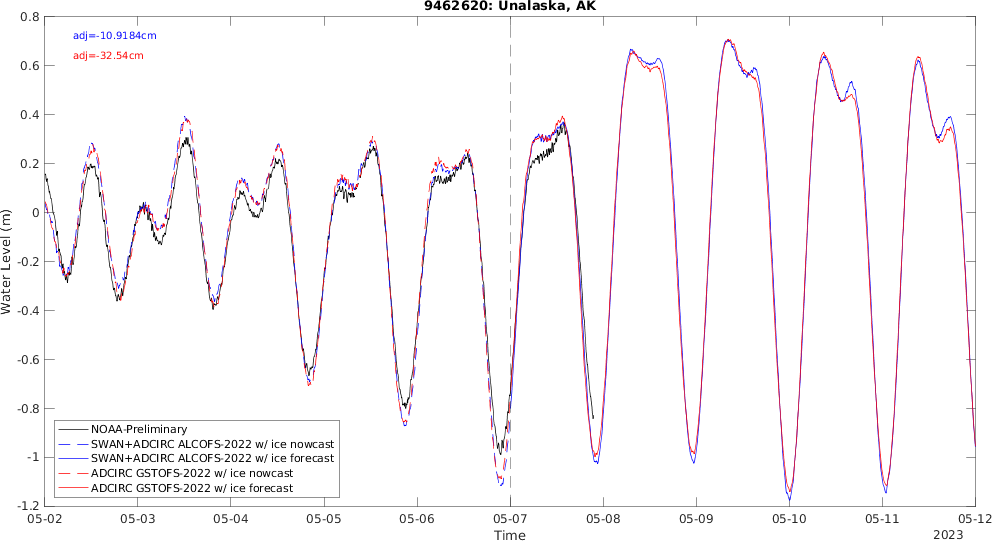 9462620: Unalaska, AK
adj=-10.9184cm
adj=-32.54cm
Water Level (m)
0.8
0.6
0.4
0.2
0
-0.2
-0.4
-0.6
-0.8
-1
-1.2
NOAA-Preliminary
SWAN+ADCIRC ALCOFS-2022 w/ ice nowcast
SWAN+ADCIRC ALCOFS-2022 w/ ice forecast
ADCIRC GSTOFS-2022 w/ ice nowcast
ADCIRC GSTOFS-2022 w/ ice forecast
05-02 05-03 05-04 05-05 05-06 05-07 05-08 05-09 05-10 05-11 05-12
Time
2023